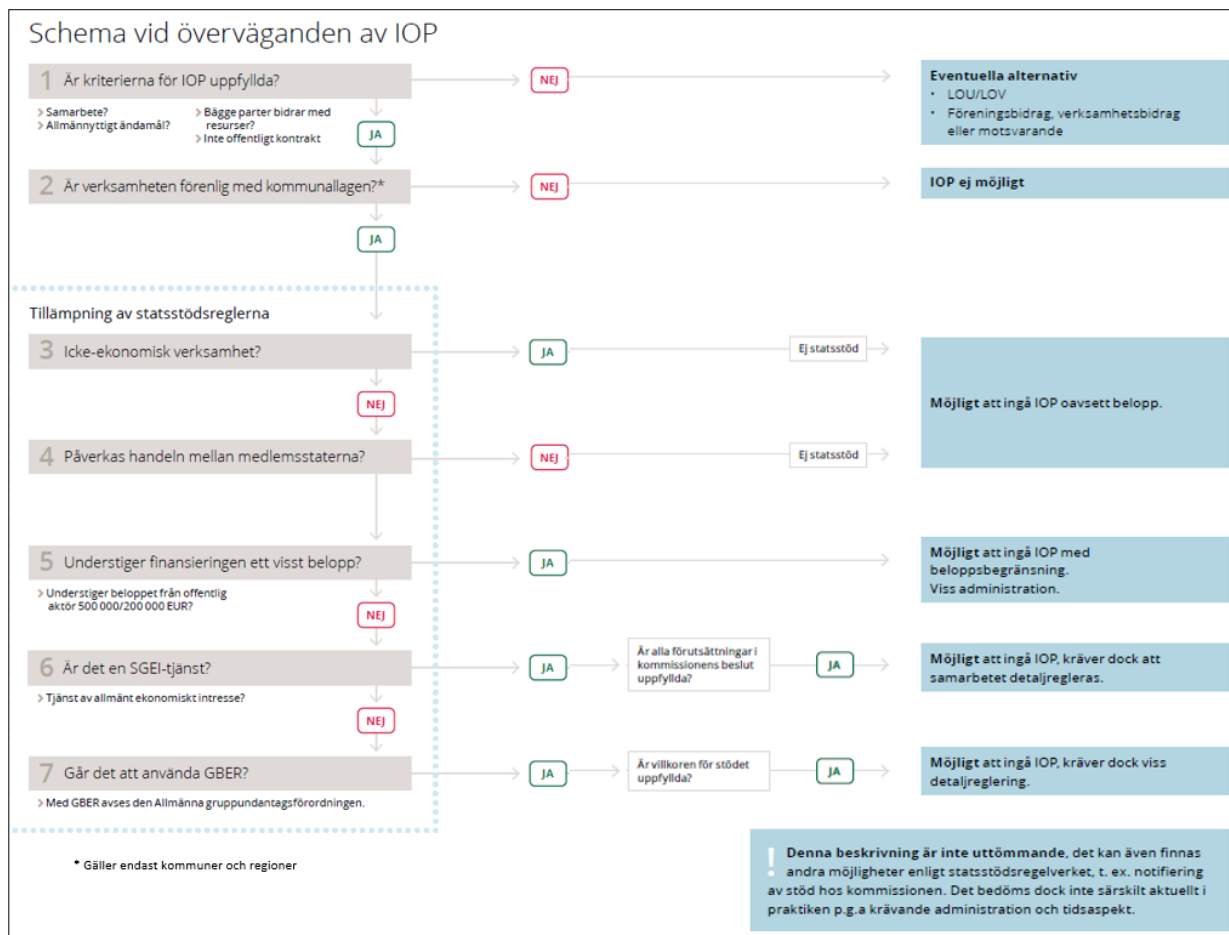 Schema vid överväganden av IOP
1 Är kriterierna för IOP uppfyllda?
NEJ
> Samarbete?
> Allmännyttigt ändamål?
> Bägge parter bidrar med
resurser?
> Inte offentligt kontrakt
JA
Eventuella alternativ
• LOU/LOV
• Föreningsbidrag, verksamhetsbidrag
eller motsvarande
2 Är verksamheten förenlig med kommunallagen?*
NEJ
IOP ej möjligt
JA
Tillämpning av statsstödsreglerna
3 Icke-ekonomisk verksamhet?
JA
Ej statsstöd
NEJ
Möjligt att ingå IOP oavsett belopp.
4 Påverkas handeln mellan medlemsstaterna?
NEJ
Ej statsstöd
5 Understiger finansieringen ett visst belopp?
JA
Möjligt att ingå IOP med
beloppsbegränsning.
Viss administration.
> Understiger beloppet från offentlig
aktör 500 000/200 000 EUR?
NEJ
6 Är det en SGEI-tjänst?
JA
Är alla förutsättningar i
kommissionens beslut
uppfyllda?
JA
Möjligt att ingå IOP, kräver dock att
samarbetet detaljregleras.
> Tjänst av allmänt ekonomiskt intresse?
NEJ
7 Går det att använda GBER?
JA
Är villkoren för stödet
uppfyllda?
JA
Möjligt att ingå IOP, kräver dock viss
detaljreglering.
> Med GBER avses den Allmänna gruppundantagsförordningen.
* Gäller endast kommuner och regioner
! Denna beskrivning är inte uttömmande, det kan även finnas
andra möjligheter enligt statsstödsregelverket, t. ex. notifiering
av stöd hos kommissionen. Det bedöms dock inte särskilt aktuellt i
praktiken p.g.a krävande administration och tidsaspekt.